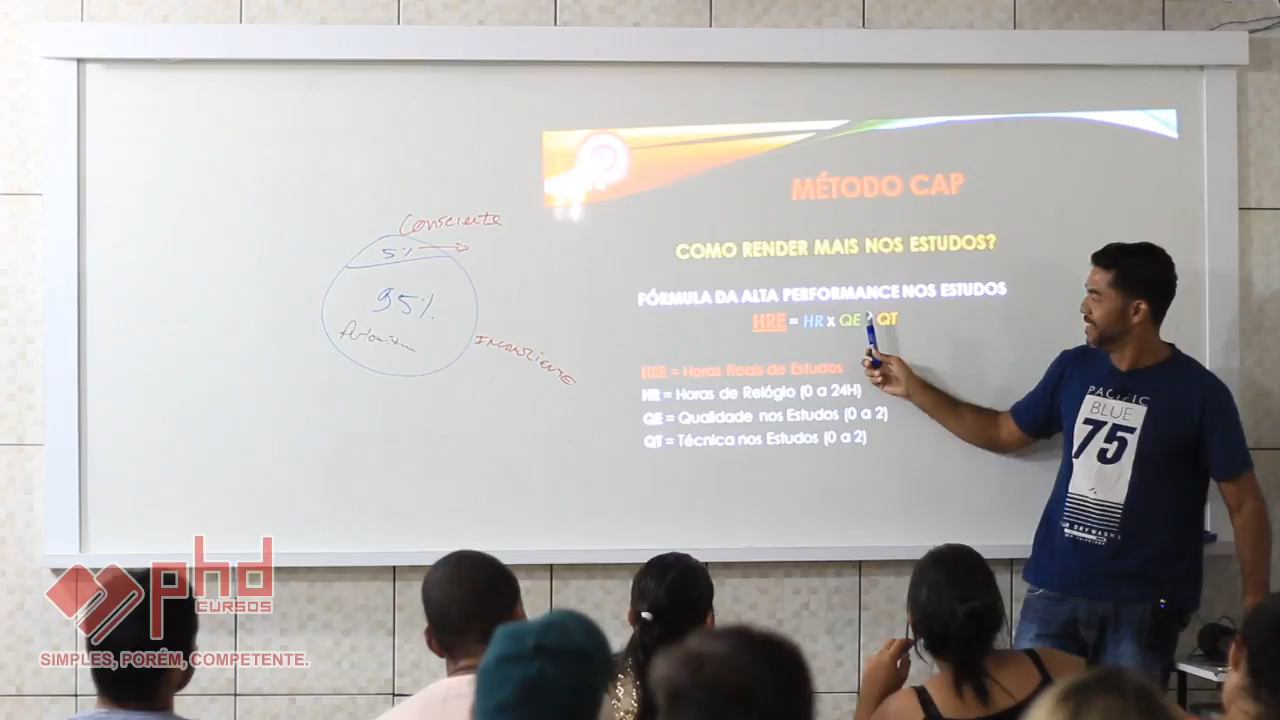 MÉTODO CAP
COMO RENDER MAIS NOS ESTUDOS?
FÓRMULA DA ALTA PERFORMANCE NOS ESTUDOS
HRE = HR x QE x QT
HRE = Horas Reais de Estudos
HR = Horas de Relógio (0 a 24H)
QE = Qualidade nos Estudos (0 a 2)
QT = Técnica nos Estudos (0 a 2)
Consciente
5%
95%
Inconsciente
PACIFIC
BLUE
75
phd
CURSOS
SIMPLES, PORÉM, COMPETENTE.